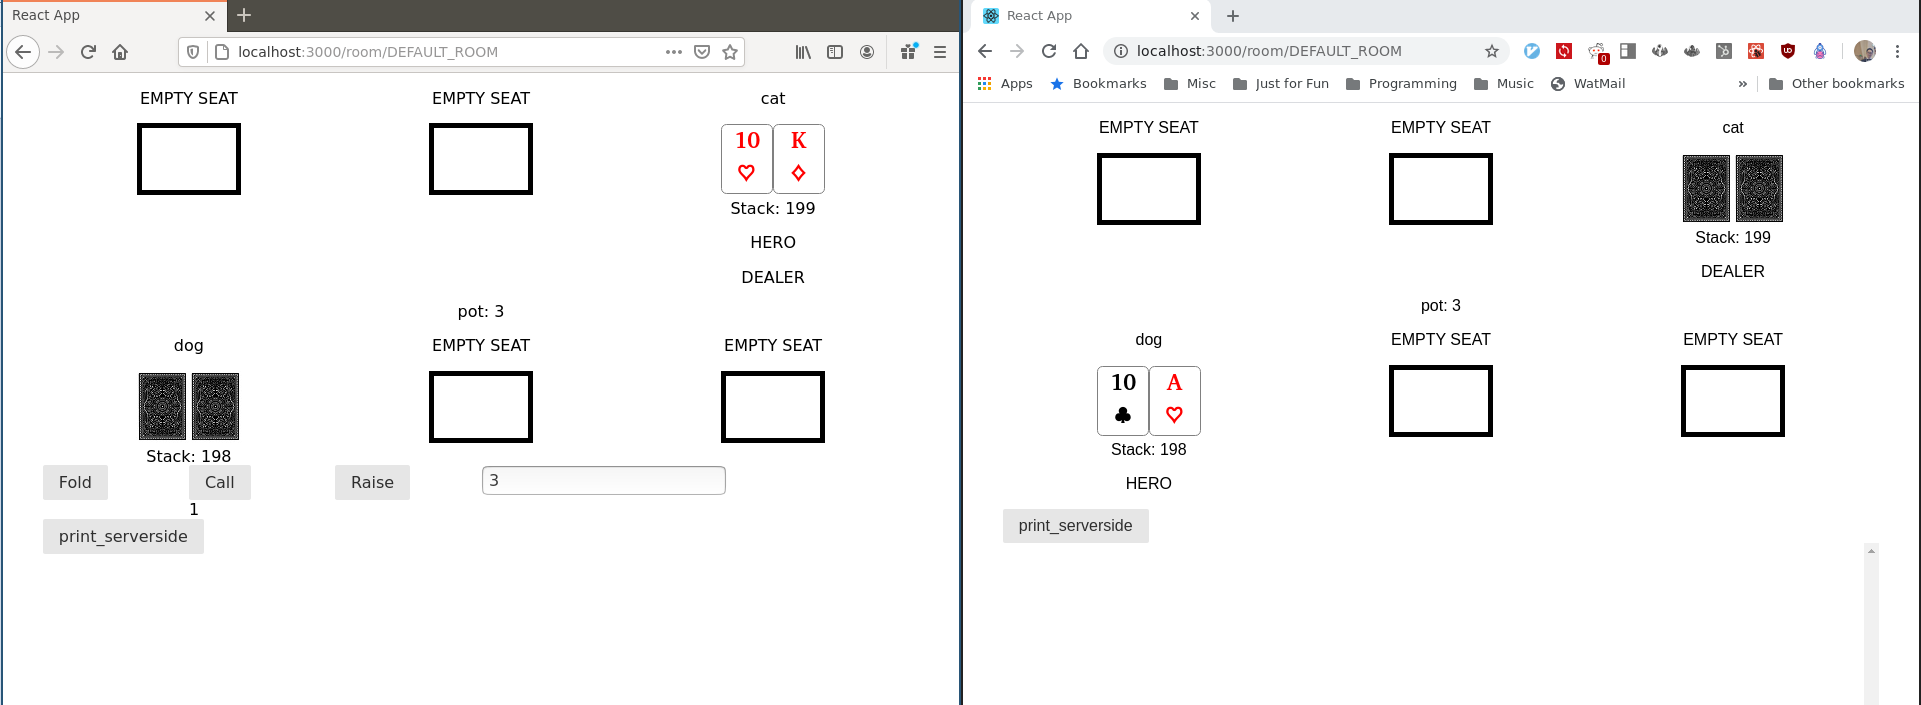 React App
localhost:3000/room/DEFAULT_ROOM
EMPTY SEAT EMPTY SEAT cat
10 K
Stack: 199
HERO
DEALER
pot: 3
dog EMPTY SEAT EMPTY SEAT
Stack: 198
Fold Call Raise 3
1
print_serverside
React App
localhost:3000/room/DEFAULT_ROOM
0
Apps Bookmarks Misc Just for Fun Programming Music WatMail » Other bookmarks
EMPTY SEAT EMPTY SEAT cat
Stack: 199
DEALER
pot: 3
dog EMPTY SEAT EMPTY SEAT
10 A
Stack: 198
HERO
print_serverside